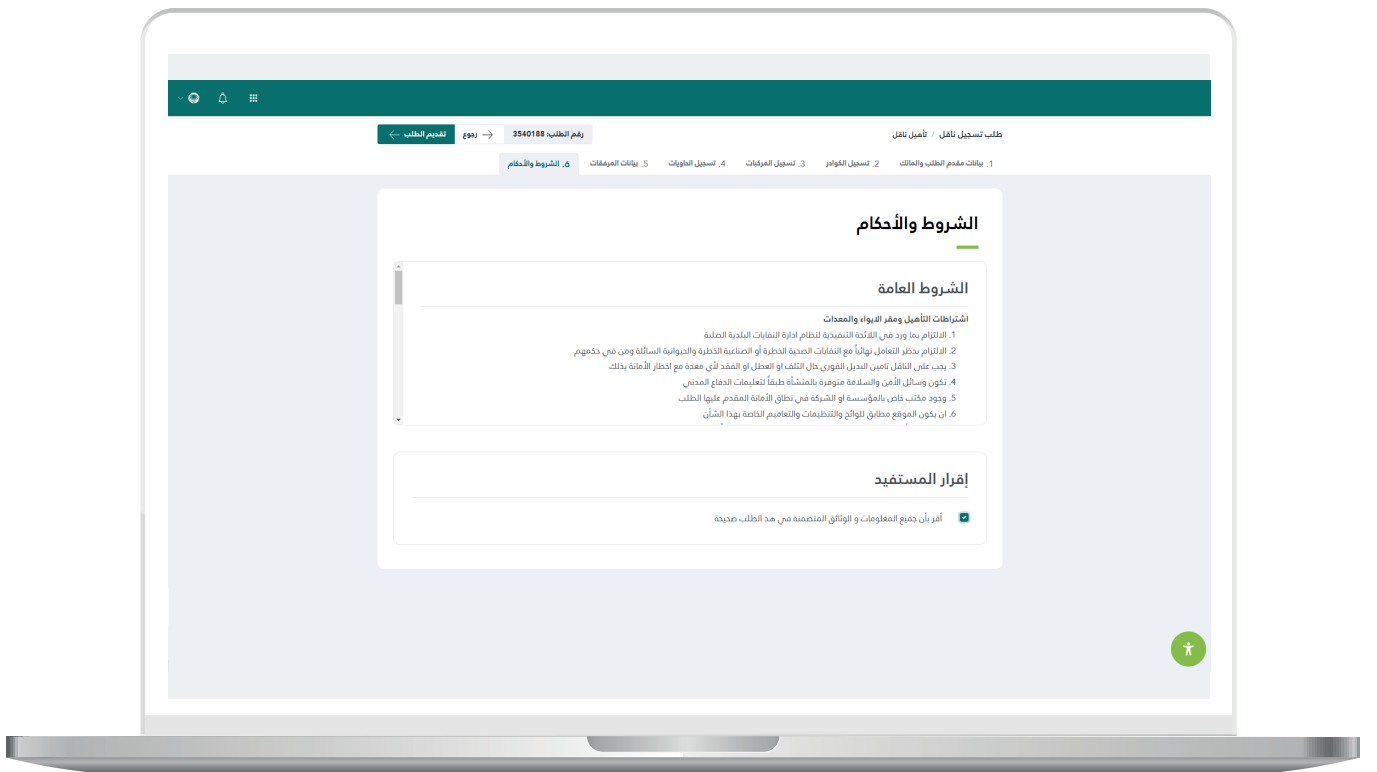 طلب تسجيل ناقل / تأهيل ناقل
رقم الطلب: 3540188
رجوع
تقديم الطلب
1. بيانات مقدم الطلب والمالك
2. تسجيل الكوادر
3. تسجيل المركبات
4. تسجيل الحاويات
5. بيانات المرفقات
6. الشروط والأحكام
الشروط والأحكام
الشروط العامة
اشتراطات التأهيل ومقر الايواء والمعدات
1. الالتزام بما ورد في اللائحة التنفيذية لنظام ادارة النفايات البلدية الصلبة
2. الالتزام بحظر التعامل نهائياً مع النفايات الصحية الخطرة أو الصناعية الخطرة والحيوانية السائلة ومن في حكمهم
3. يجب على الناقل تامين البديل الفوري حال التلف او العطل او الفقد لأي معدة مع اخطار الأمانة بذلك
4. تكون وسائل الأمن والسلامة متوفرة بالمنشأة طبقاً لتعليمات الدفاع المدني
5. وجود مكتب خاص بالمؤسسة او الشركة في نطاق الأمانة المقدم عليها الطلب
6. ان يكون الموقع مطابق للوائح والتنظيمات والتعاميم الخاصة بهذا الشأن
إقرار المستفيد
أقر بأن جميع المعلومات و الوثائق المتضمنة في هذ الطلب صحيحة